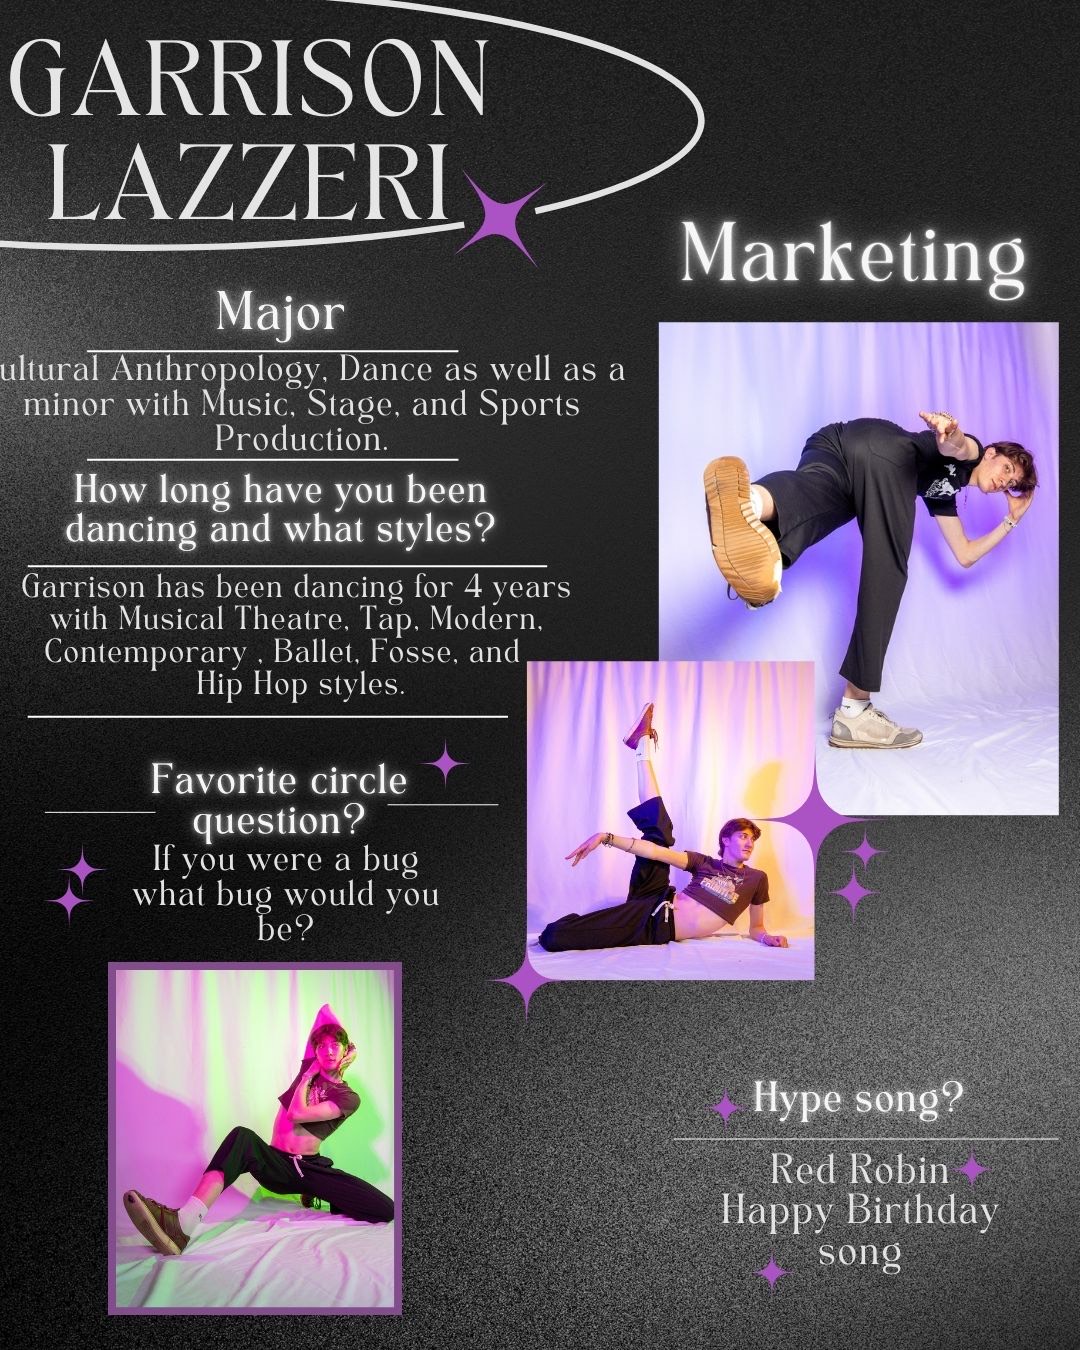 GARRISON
LAZZERI
Marketing
Major
ultural Anthropology, Dance as well as a
minor with Music, Stage, and Sports
Production.
How long have you been
dancing and what styles?
Garrison has been dancing for 4 years
with Musical Theatre, Tap, Modern,
Contemporary , Ballet, Fosse, and
Hip Hop styles.
Favorite circle
question?
If you were a bug
what bug would you
be?
Hype song?
Red Robin
Happy Birthday
song